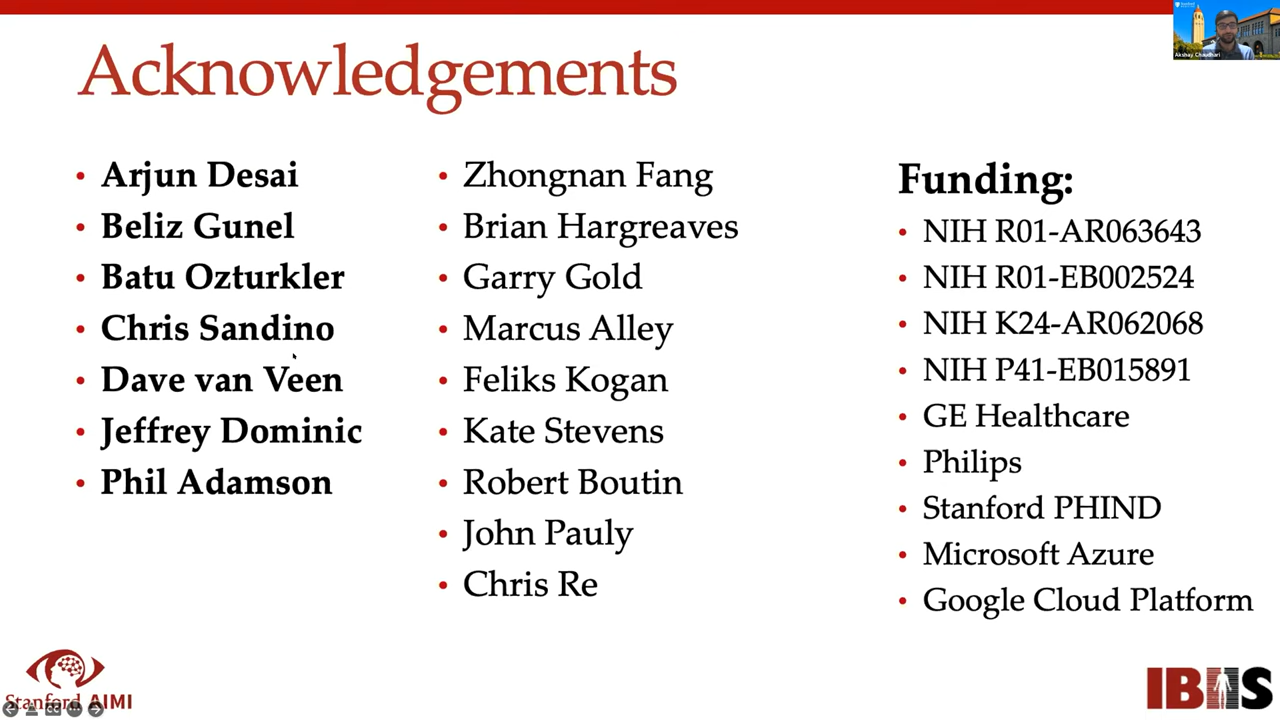 Acknowledgements
Akshay Chaudhari
• Arjun Desai
• Beliz Gunel
• Batu Ozturkler
• Chris Sandino
• Dave van Veen
• Jeffrey Dominic
• Phil Adamson
• Zhongnan Fang
• Brian Hargreaves
• Garry Gold
• Marcus Alley
• Feliks Kogan
• Kate Stevens
• Robert Boutin
• John Pauly
• Chris Re
Funding:
• NIH R01-AR063643
• NIH R01-EB002524
• NIH K24-AR062068
• NIH P41-EB015891
• GE Healthcare
• Philips
• Stanford PHIND
• Microsoft Azure
• Google Cloud Platform
Stanford AIMI
IBIIS